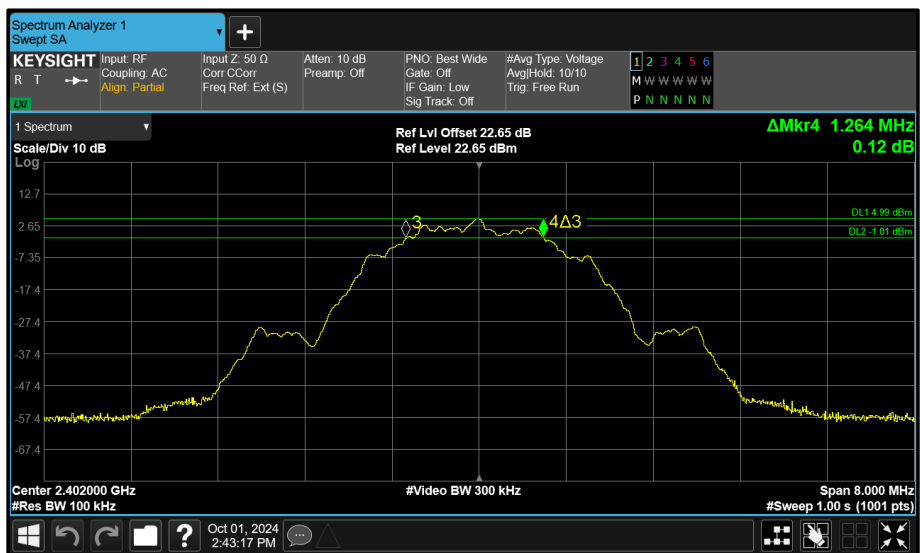 Spectrum Analyzer 1
Swept SA
KEYSIGHT
R T
LXI
Input: RF
Coupling: AC
Align: Partial
Input Z: 50 Ω
Corr CCorr
Freq Ref: Ext (S)
Atten: 10 dB
Preamp: Off
PNO: Best Wide
Gate: Off
IF Gain: Low
Sig Track: Off
#Avg Type: Voltage
Avg|Hold: 10/10
Trig: Free Run
1 2 3 4 5 6
M W W W W W
P N N N N N
1 Spectrum
Scale/Div 10 dB
Ref Lvl Offset 22.65 dB
Ref Level 22.65 dBm
ΔMkr4 1.264 MHz
0.12 dB
Log
12.7
2.65
-7.35
-17.4
-27.4
-37.4
-47.4
-57.4
-67.4
3
4Δ3
DL1 4.99 dBm
DL2 -1.01 dBm
Center 2.402000 GHz
#Video BW 300 kHz
Span 8.000 MHz
#Res BW 100 kHz
#Sweep 1.00 s (1001 pts)
?
Oct 01, 2024
2:43:17 PM